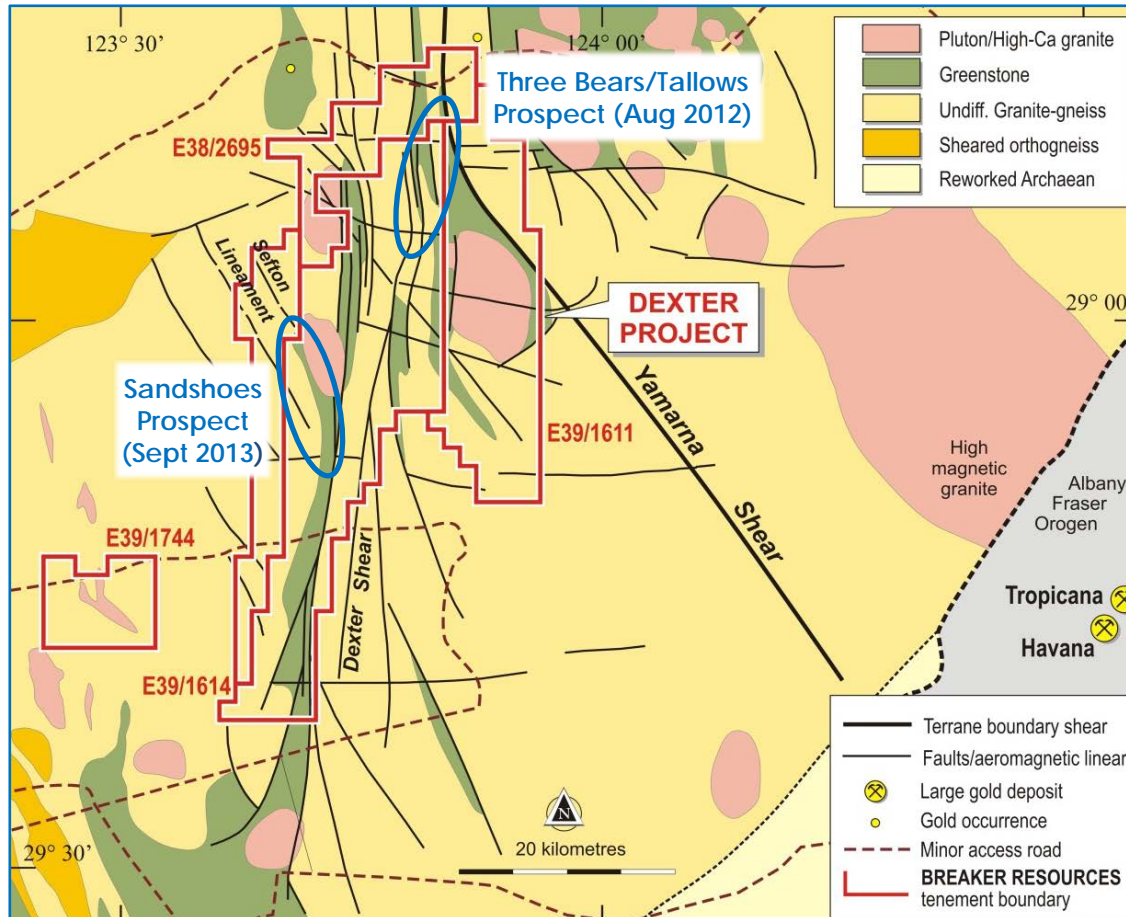 123° 30'
124° 00'
Three Bears/Tallows
Prospect (Aug 2012)
Pluton/High-Ca granite
Greenstone
Undiff. Granite-gneiss
Sheared orthogneiss
Reworked Archaean
E38/2695
Sefton
Lineament
DEXTER
PROJECT
29° 00
Sandshoes
Prospect
(Sept 2013)
Yamarna
Shear
E39/1611
High
magnetic
granite
Albany
Fraser
Orogen
E39/1744
Dexter Shear
Tropicana
Havana
E39/1614
Terrane boundary shear
Faults/aeromagnetic linear
Large gold deposit
Gold occurrence
Minor access road
BREAKER RESOURCES
tenement boundary
N
20 kilometres
29° 30'